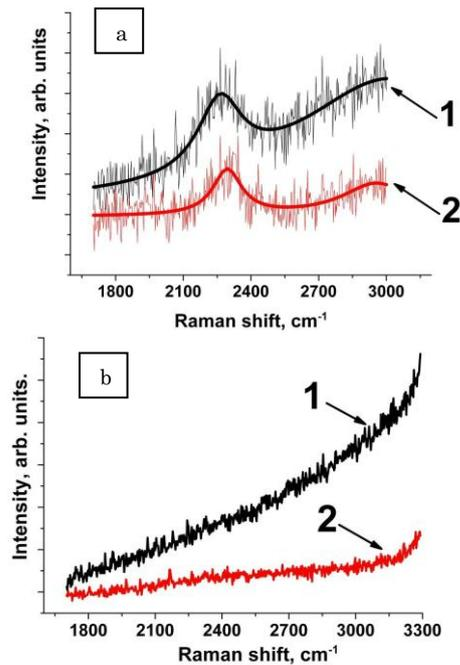 a
Intensity, arb. units
1
2
1800 2100 2400 2700 3000
Raman shift, cm⁻¹
b
Intensity, arb. units.
1
2
1800 2100 2400 2700 3000 3300
Raman shift, cm⁻¹